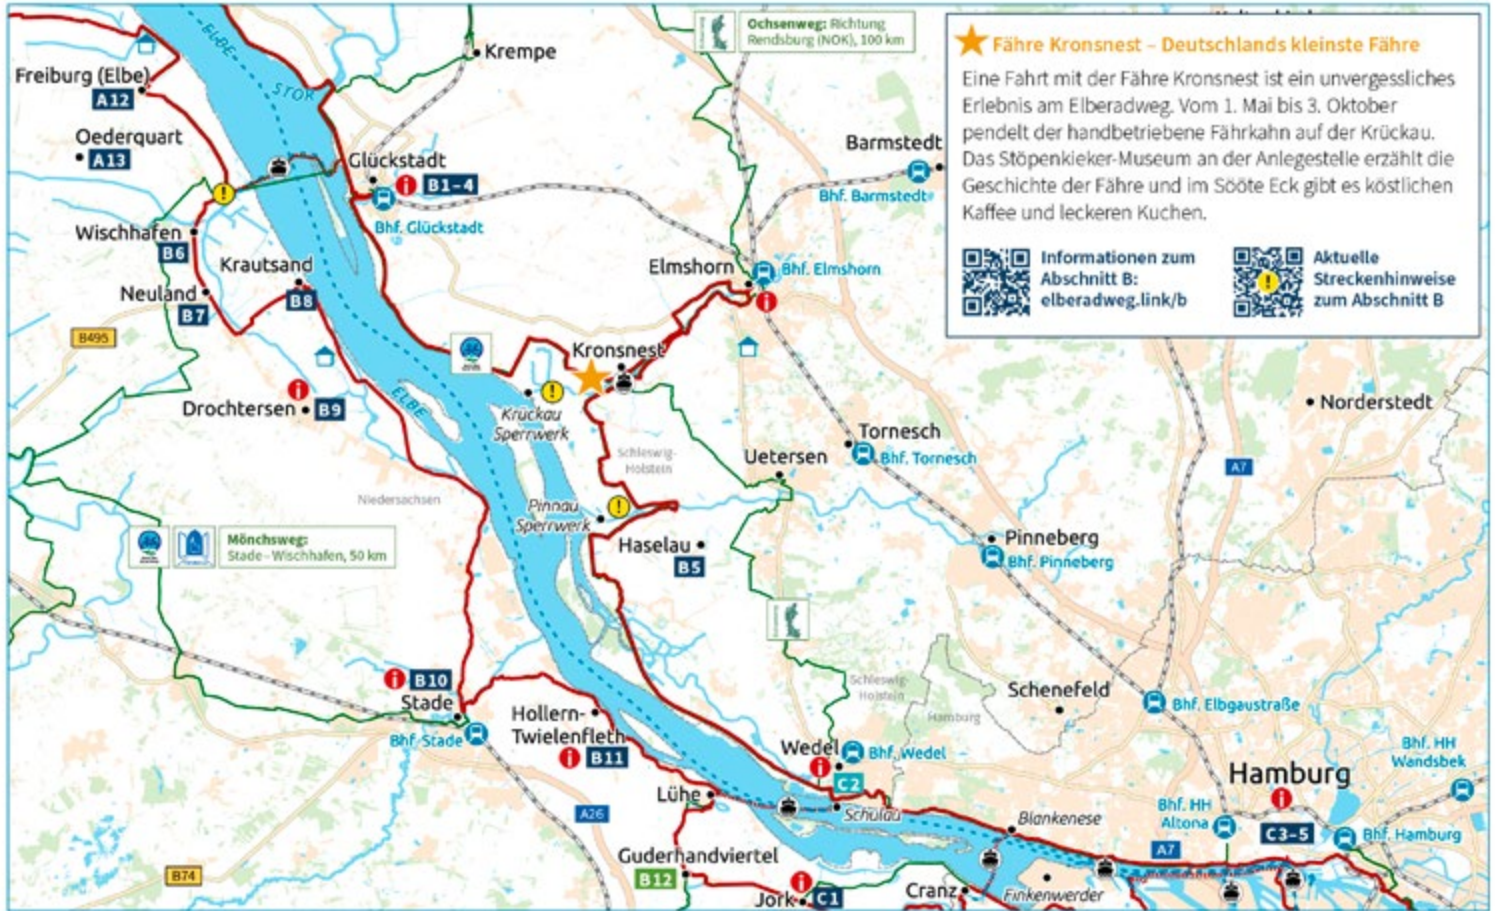 ELBE
STÖR
Krempe
Freiburg (Elbe)
A12
Oederquart
A13
Ochsenweg: Richtung
Rendsburg (NOK), 100 km
Fähre Kronsnest – Deutschlands kleinste Fähre
Eine Fahrt mit der Fähre Kronsnest ist ein unvergessliches
Erlebnis am Elberadweg. Vom 1. Mai bis 3. Oktober
pendelt der handbetriebene Fährkahn auf der Krückau.
Das Stöpenkieker-Museum an der Anlegestelle erzählt die
Geschichte der Fähre und im Sööte Eck gibt es köstlichen
Kaffee und leckeren Kuchen.
Informationen zum
Abschnitt B:
elberadweg.link/b
Aktuelle
Streckenhinweise
zum Abschnitt B
Glückstadt
i B1–4
Bhf. Glückstadt
Barmstedt
Bhf. Barmstedt
!
Wischhafen
B6
Krautsand
B8
Neuland
B7
Elmshorn
Bhf. Elmshorn
i
B495
Kronsnest
!
Krückau
Sperrwerk
i
Drochtersen
B9
ELBE
Norderstedt
Tornesch
Bhf. Tornesch
Uetersen
Schleswig-
Holstein
A7
Niedersachsen
!
Pinnau
Sperrwerk
Mönchsweg:
Stade - Wischhafen, 50 km
Haselau
B5
Pinneberg
Bhf. Pinneberg
i B10
Stade
Bhf. Stade
Hollern-
Twielenfleth
i B11
Schleswig-
Holstein
Hamburg
Schenefeld
Bhf. Elbgaustraße
Wedel
Bhf. Wedel
i
C2
Bhf. HH
Wandsbek
Hamburg
i
Lühe
Schulau
Blankenese
Bhf. HH
Altona
C3–5
Bhf. Hamburg
A26
A7
Guderhandviertel
B12
B74
i
Jork
C1
Cranz
Finkenwerder